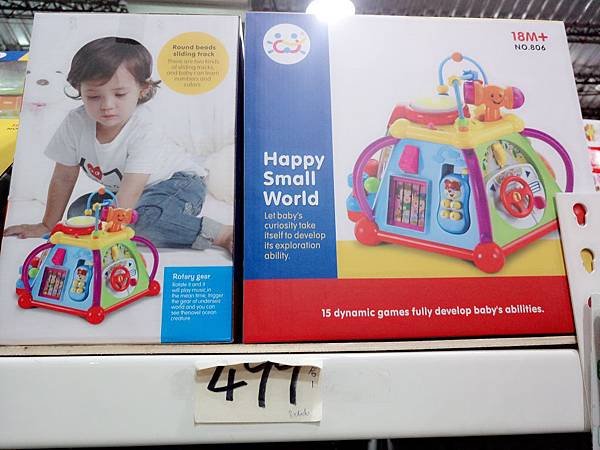 Round beads
sliding track
There are two kinds
of sliding tracks,
and baby can learn
numbers and
colors
Rotary gear
Rotate it and it
will play music,in
the mean time, trigger
the gear of undersea
world and you can
see thenovel ocean
creature
18M+
NO.806
Happy
Small
World
Let baby's
curiosity take
itself to develop
its exploration
ability.
15 dynamic games fully develop baby's abilities.
499